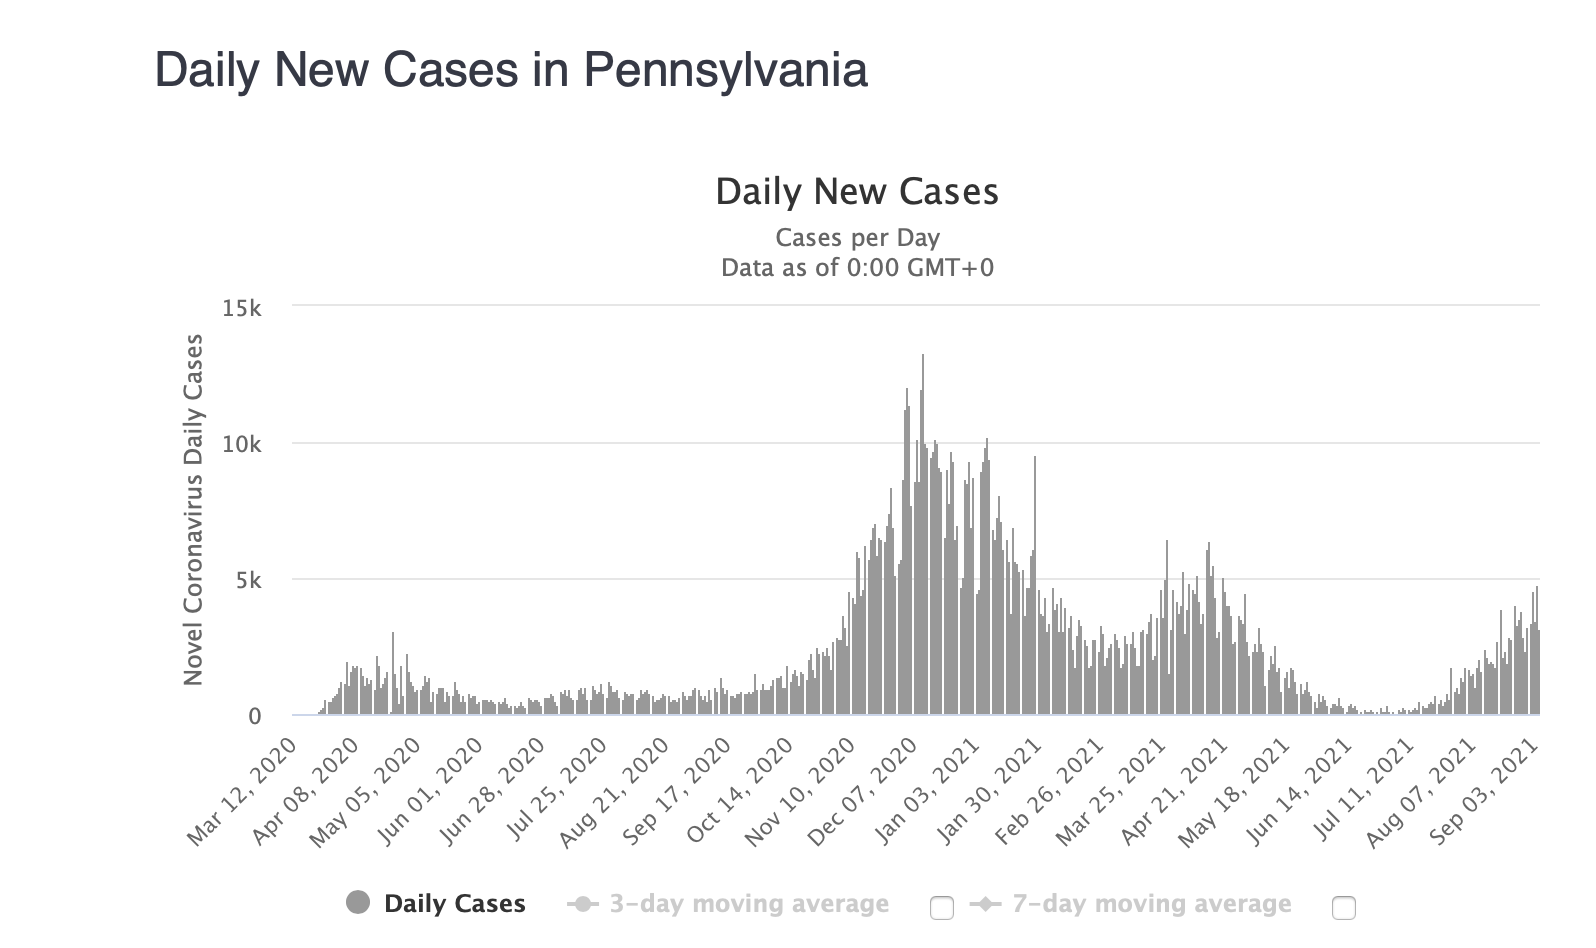 Daily New Cases in Pennsylvania
Daily New Cases
Cases per Day
Data as of 0:00 GMT+0
Novel Coronavirus Daily Cases
15k
10k
5k
0
Mar 12, 2020
Apr 08, 2020
May 05, 2020
Jun 01, 2020
Jun 28, 2020
Jul 25, 2020
Aug 21, 2020
Sep 17, 2020
Oct 14, 2020
Nov 10, 2020
Dec 07, 2020
Jan 03, 2021
Jan 30, 2021
Feb 26, 2021
Mar 25, 2021
Apr 21, 2021
May 18, 2021
Jun 14, 2021
Jul 11, 2021
Aug 07, 2021
Sep 03, 2021
Daily Cases 3-day moving average 7-day moving average